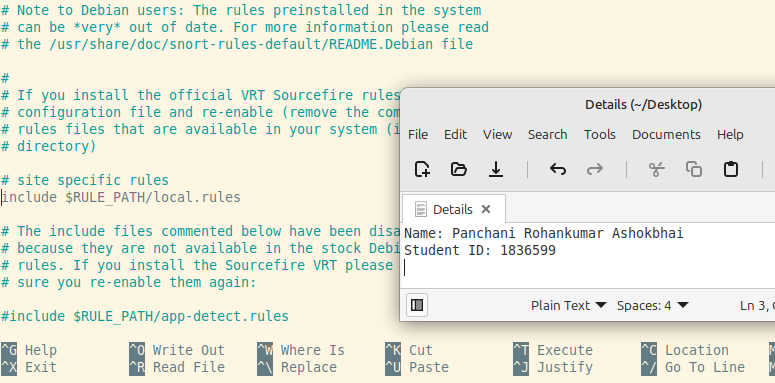 # Note to Debian users: The rules preinstalled in the system
# can be *very* out of date. For more information please read
# the /usr/share/doc/snort-rules-default/README.Debian file
#
# If you install the official VRT Sourcefire rules
# configuration file and re-enable (remove the com
# rules files that are available in your system (i
# directory)
# site specific rules
include $RULE_PATH/local.rules
# The include files commented below have been disa
# because they are not available in the stock Debi
# rules. If you install the Sourcefire VRT please
# sure you re-enable them again:
#include $RULE_PATH/app-detect.rules
Details (~/Desktop)
File Edit View Search Tools Documents Help
Details
Name: Panchani Rohankumar Ashokbhai
Student ID: 1836599
Plain Text Spaces: 4 Ln 3,
^G Help ^O Write Out ^W Where Is ^K Cut ^T Execute ^C Location
^X Exit ^R Read File ^\ Replace ^U Paste ^J Justify ^/ Go To Line